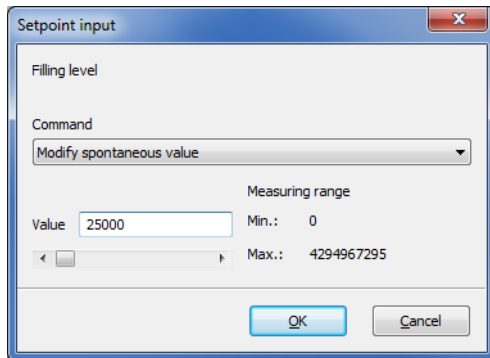 Setpoint input
Filling level
Command
Modify spontaneous value
Measuring range
Value 25000 Min.: 0
Max.: 4294967295
OK Cancel